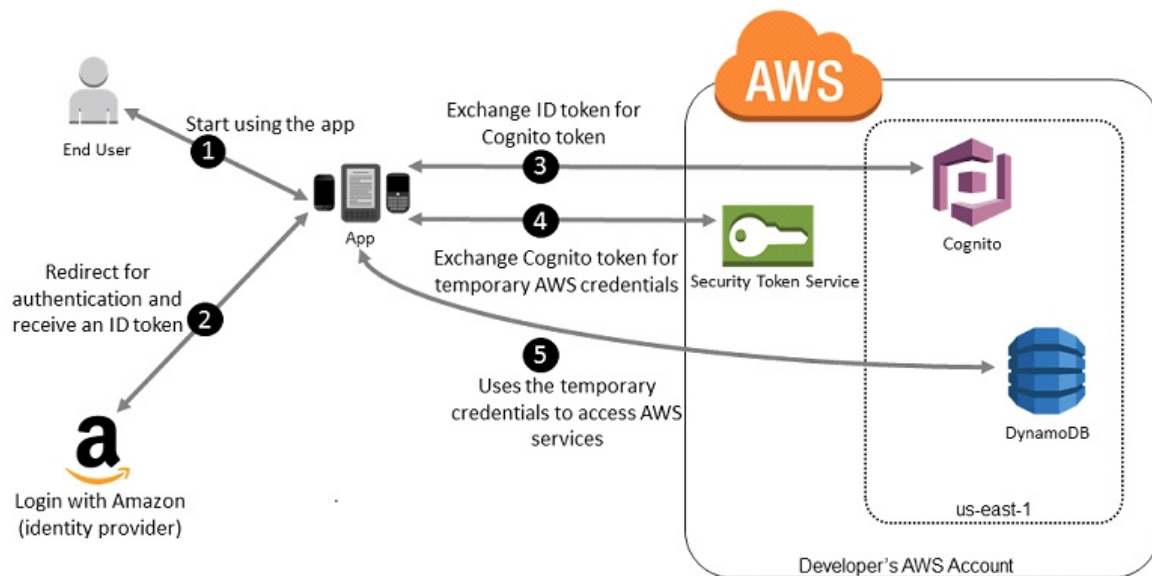 AWS
Exchange ID token for
Cognito token
Start using the app
1
End User
3
4
App
Cognito
Exchange Cognito token for
temporary AWS credentials
Security Token Service
Redirect for
authentication and
receive an ID token
2
5
Uses the temporary
credentials to access AWS
services
DynamoDB
a
Login with Amazon
(identity provider)
us-east-1
Developer's AWS Account